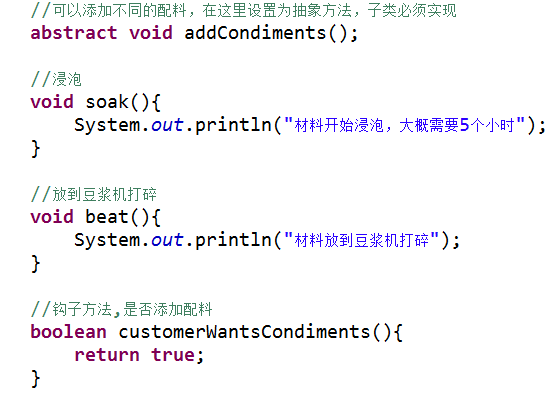 //可以添加不同的配料，在这里设置为抽象方法，子类必须实现
abstract void addCondiments();
//浸泡
void soak(){
System.out.println("材料开始浸泡，大概需要5个小时");
}
//放到豆浆机打碎
void beat(){
System.out.println("材料放到豆浆机打碎");
}
//钩子方法,是否添加配料
boolean customerWantsCondiments(){
return true;
}